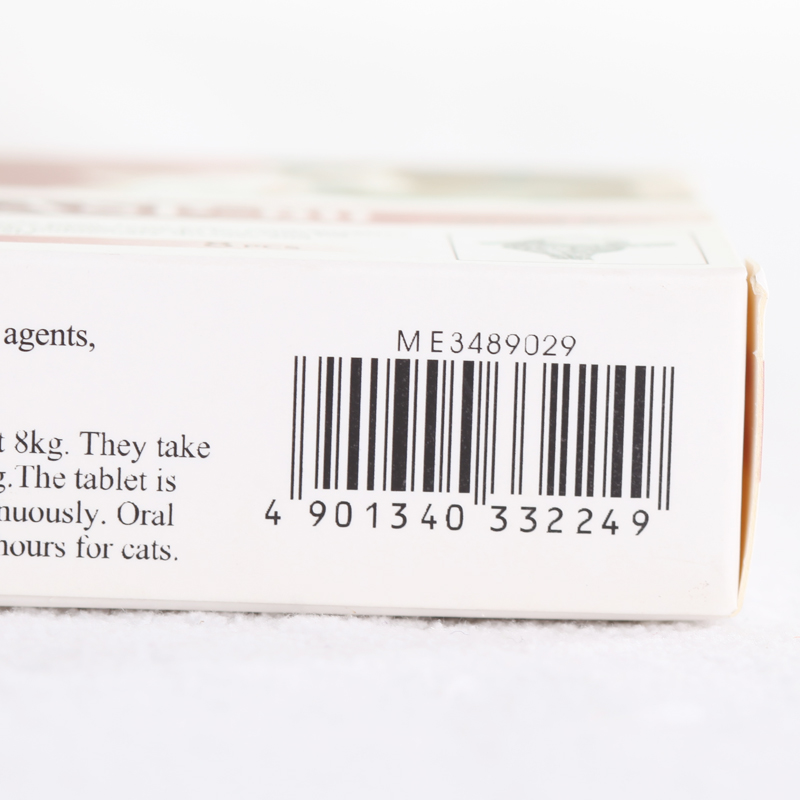 agents,
t 8kg. They take
g.The tablet is
nuously. Oral
hours for cats.
ME3489029
4 901340 332249